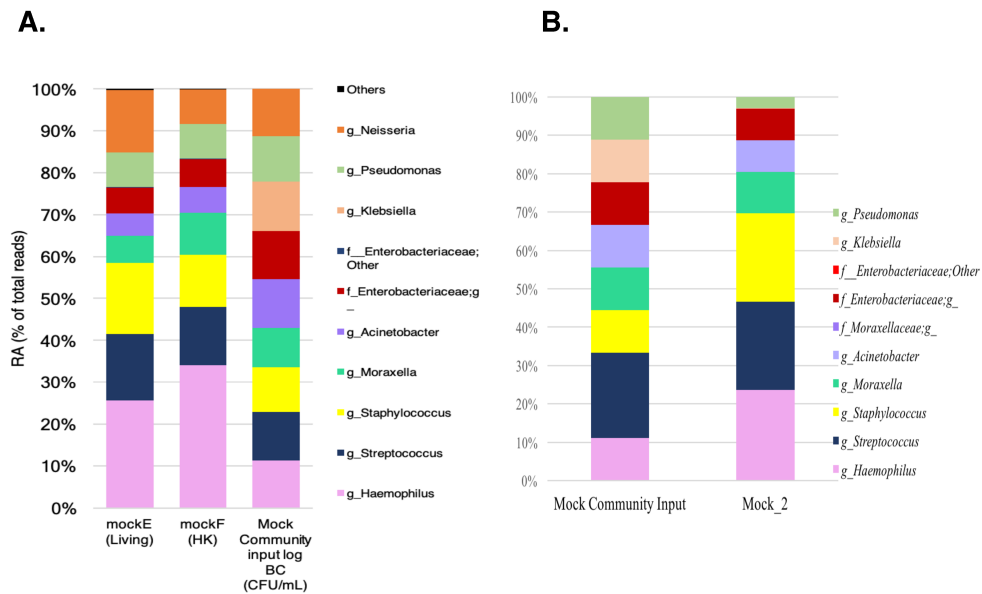 A.
B.
RA (% of total reads)
100%
90%
80%
70%
60%
50%
40%
30%
20%
10%
0%
mockE
(Living)
mockF
(HK)
Mock
Community
input log
BC
(CFU/mL)
Others
g_Neisseria
g_Pseudomonas
g_Klebsiella
f__Enterobacteriaceae;
Other
f_Enterobacteriaceae;g
_
g_Acinetobacter
g_Moraxella
g_Staphylococcus
g_Streptococcus
g_Haemophilus
100%
90%
80%
70%
60%
50%
40%
30%
20%
10%
0%
Mock Community Input
Mock_2
g_Pseudomonas
g_Klebsiella
f__Enterobacteriaceae;Other
f_Enterobacteriaceae;g_
f_Moraxellaceae;g_
g_Acinetobacter
g_Moraxella
g_Staphylococcus
g_Streptococcus
g_Haemophilus